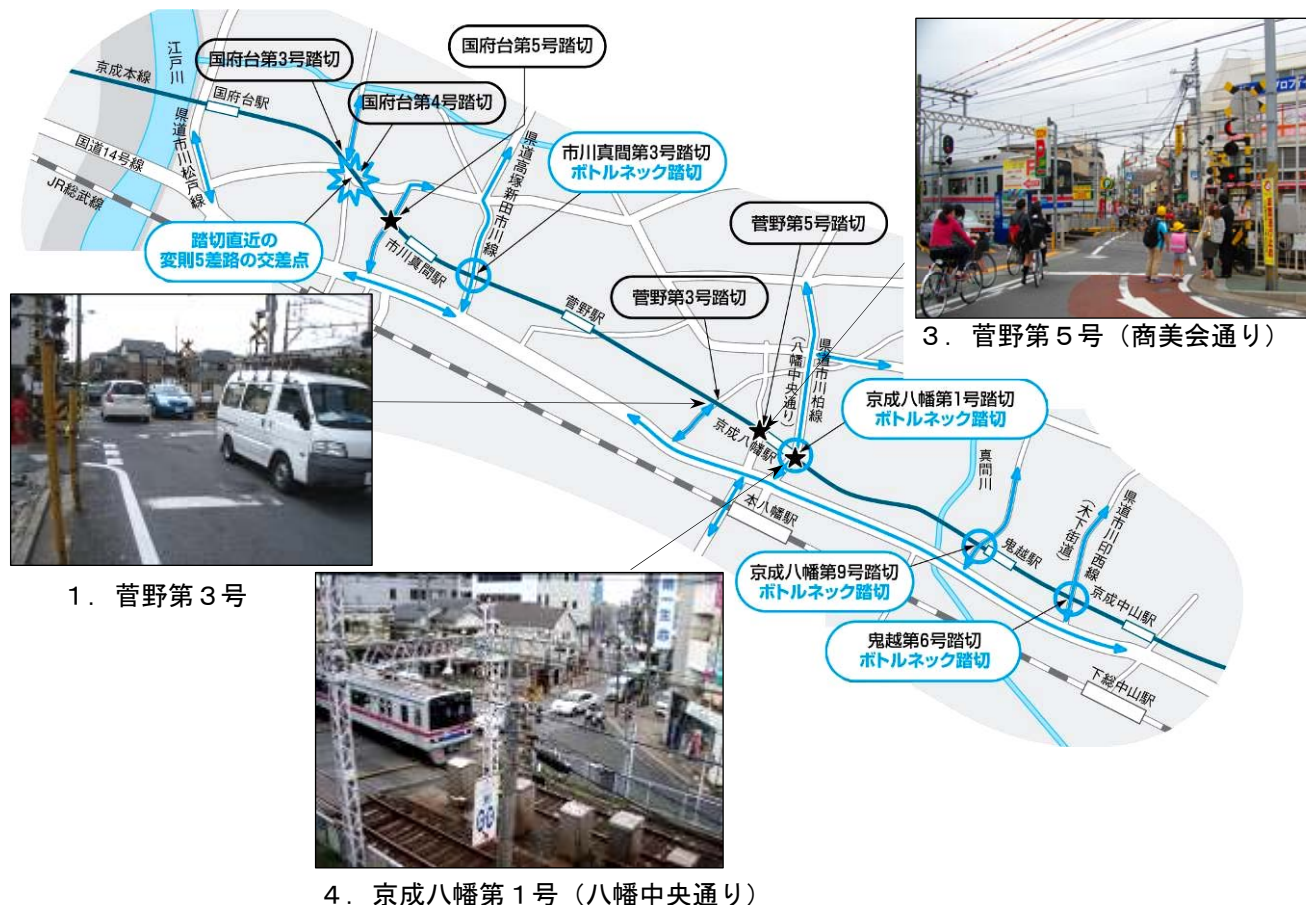 国府台第5号踏切
国府台第3号踏切
国府台第4号踏切
江戸川
京成本線
国府台駅
県道市川松戸線
国道14号線
JR総武線
県道高塚新田市川線
市川真間第3号踏切
ボトルネック踏切
踏切直近の
変則5差路の交差点
市川真間駅
菅野第5号踏切
菅野第3号踏切
菅野駅
県道市川柏線
(八幡中央通り)
京成八幡駅
京成八幡第1号踏切
ボトルネック踏切
真間川
本八幡駅
鬼越駅
県道市川印西線
(木下街道)
京成八幡第9号踏切
ボトルネック踏切
京成中山駅
鬼越第6号踏切
ボトルネック踏切
下総中山駅
3．菅野第5号（商美会通り）
1．菅野第3号
4．京成八幡第1号（八幡中央通り）